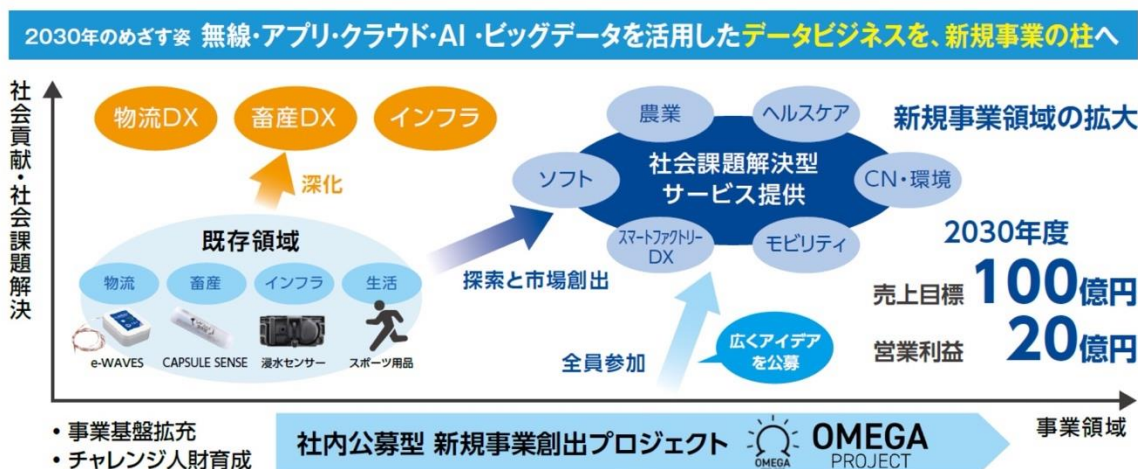 2030年のめざす姿 無線・アプリ・クラウド・AI・ビッグデータを活用したデータビジネスを、新規事業の柱へ
社会貢献・社会課題解決
物流DX
畜産DX
インフラ
深化
既存領域
物流
畜産
インフラ
生活
e-WAVES
CAPSULE SENSE
浸水センサー
スポーツ用品
探索と市場創出
農業
ヘルスケア
ソフト
社会課題解決型
サービス提供
CN・環境
スマートファクトリー
DX
モビリティ
新規事業領域の拡大
2030年度
売上目標 100億円
営業利益 20億円
全員参加
広くアイデア
を公募
事業領域
• 事業基盤拡充
• チャレンジ人財育成
社内公募型 新規事業創出プロジェクト
OMEGA
OMEGA
PROJECT